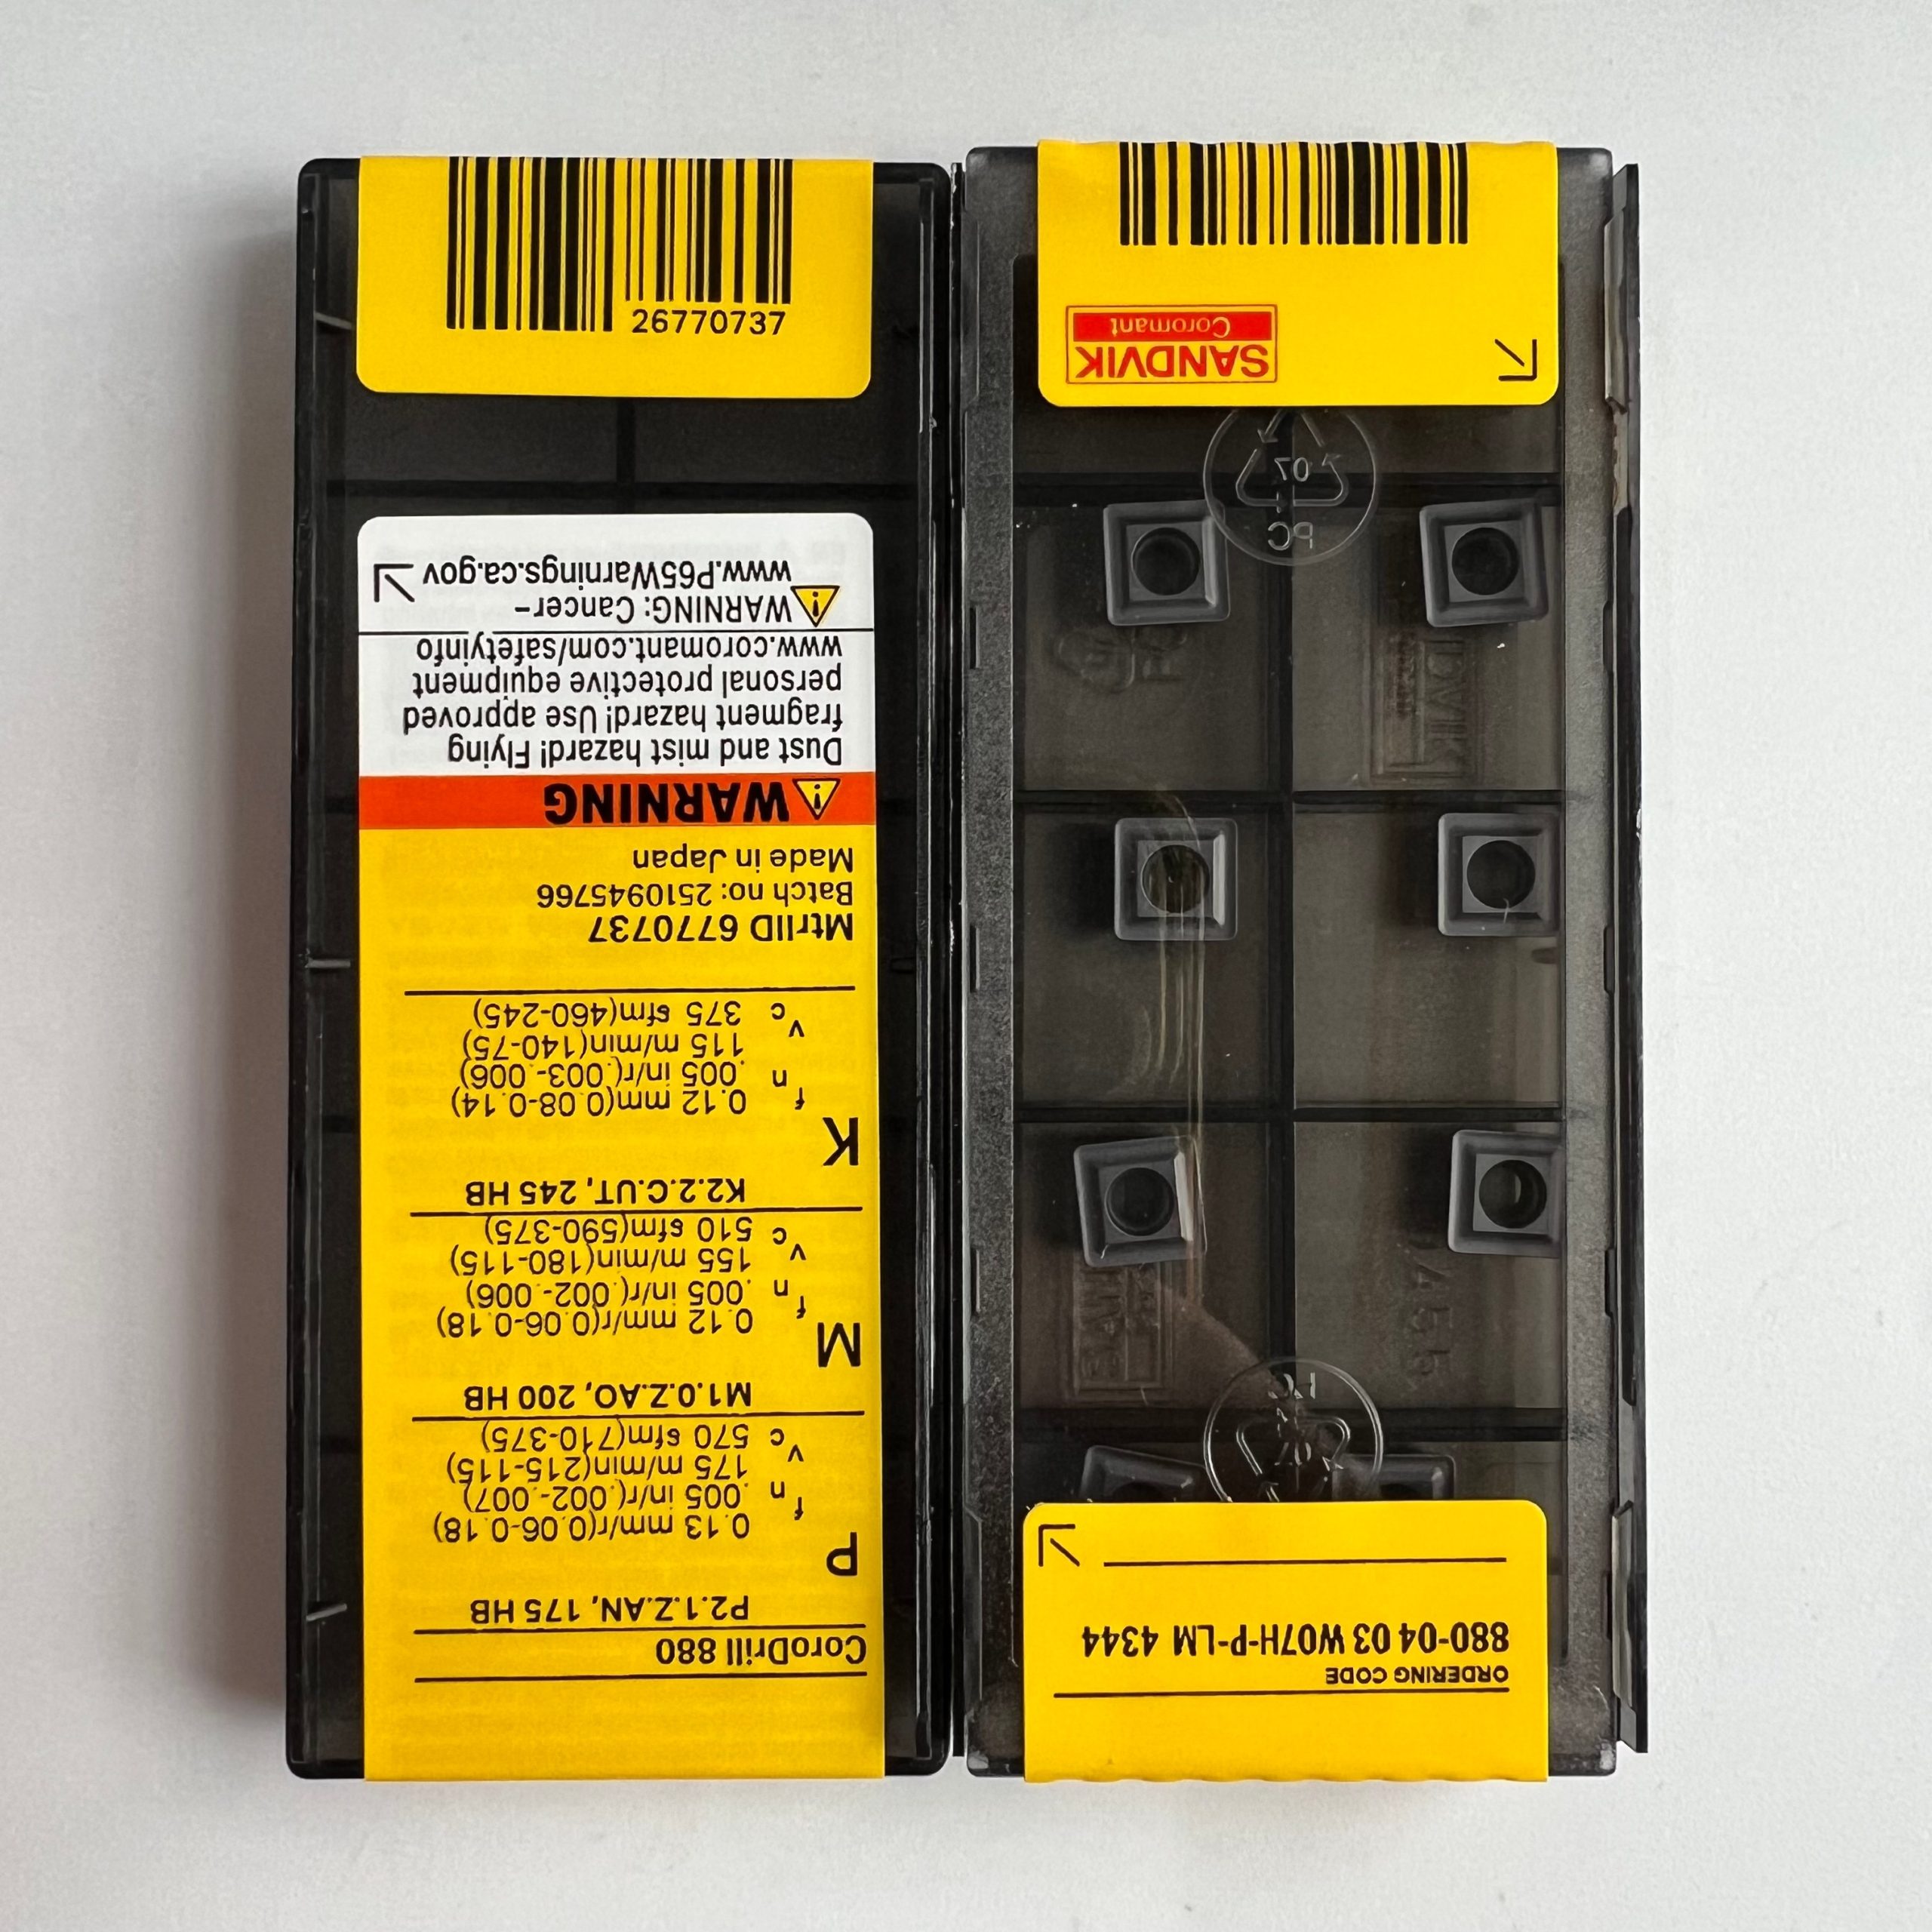 CoroDrill 880
P2.1.Z.AN, 175 HB
P
f n 0.13 mm/r(0.06-0.18)
.005 in/r(.002-.007)
v c 175 m/min(215-115)
570 sfm(710-375)
M1.0.Z.AQ, 200 HB
M
f n 0.12 mm/r(0.06-0.18)
.005 in/r(.002-.006)
v c 155 m/min(180-115)
510 sfm(590-375)
K2.2.C.UT, 245 HB
K
f n 0.12 mm(0.08-0.14)
.005 in/r(.003-.006)
v c 115 m/min(140-75)
375 sfm(460-245)
MtrlID 6770737
Batch no: 2510945766
Made in Japan
WARNING
Dust and mist hazard! Flying
fragment hazard! Use approved
personal protective equipment
www.coromant.com/safetyinfo
WARNING: Cancer-
www.P65Warnings.ca.gov
26770737
ORDERING CODE
880-04 03 W07H-P-LM 4344
SANDVIK
Coromant
07
PC